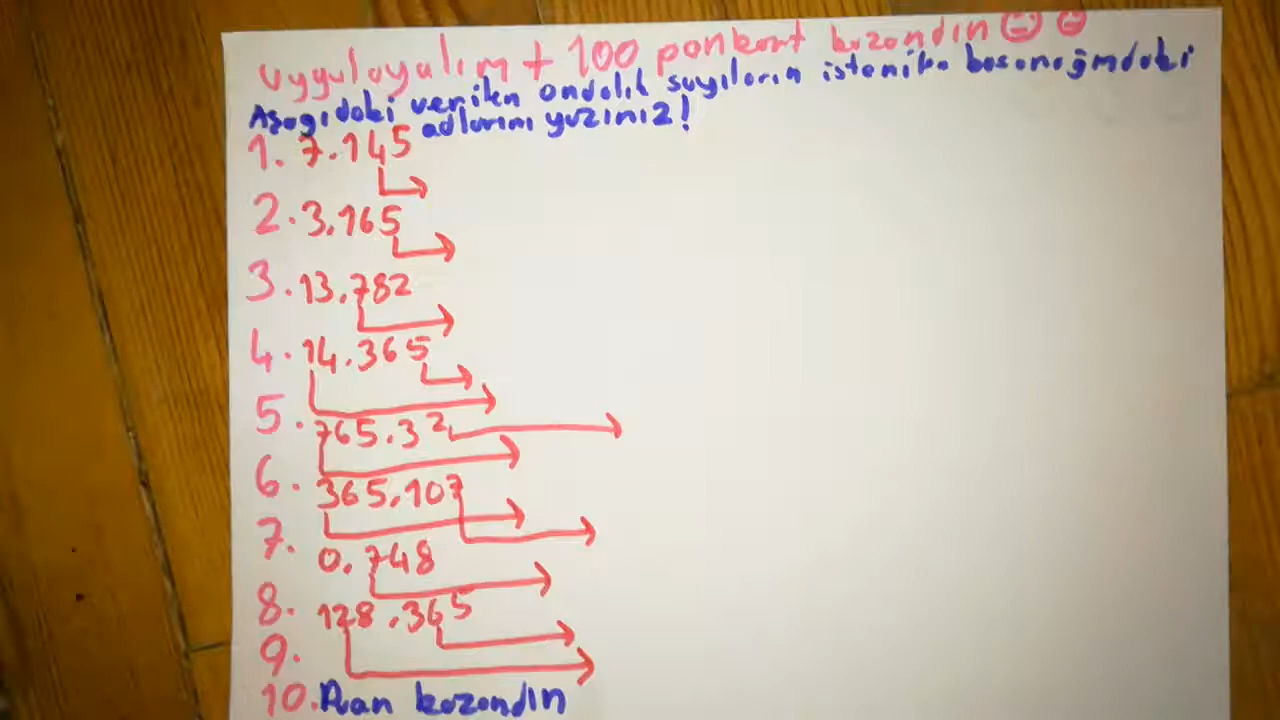 Uygulayalım + 100 pankart kazandın
Aşağıdaki verilen ondalık sayıların istenilen basamağındaki
adlarını yazınız!
1. 7.145
2. 3.165
3. 13.782
4. 14.365
5. 765.32
6. 365.107
7. 0.748
8. 128.365
9.
10. Puan kazandın